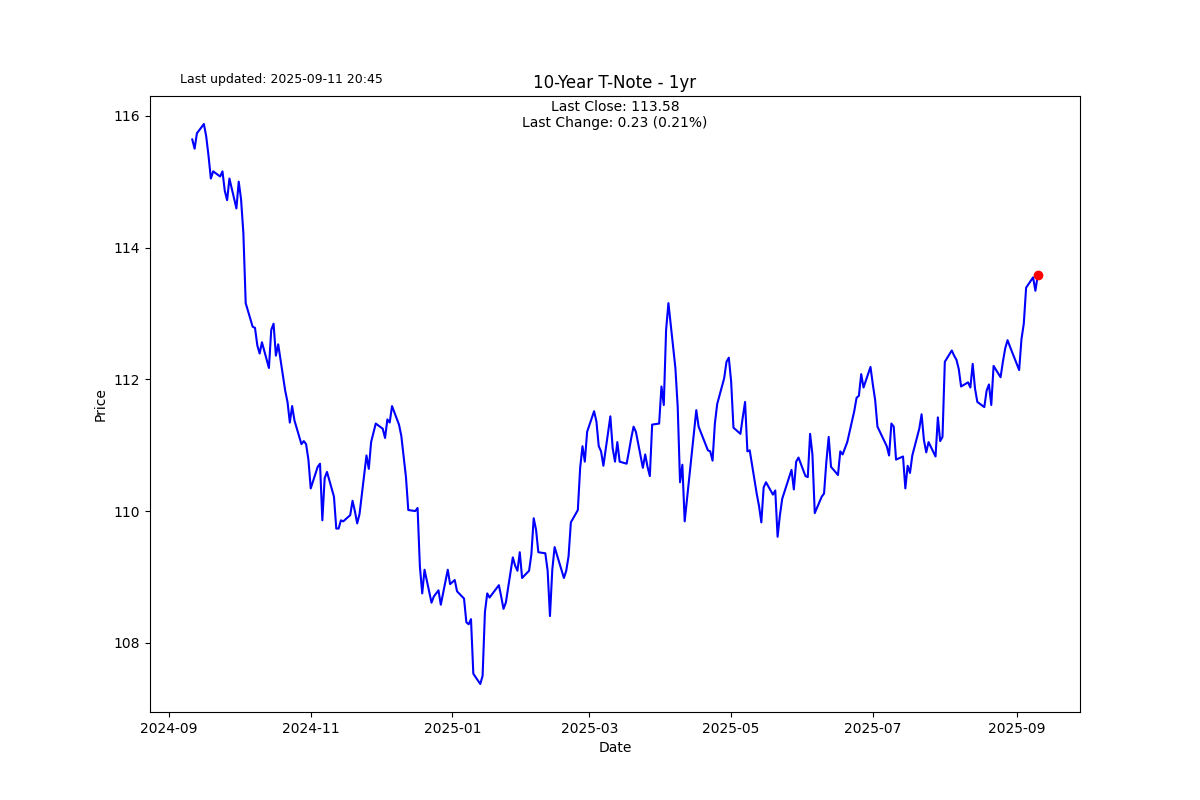 Last updated: 2025-09-11 20:45
10-Year T-Note - 1yr
Last Close: 113.58
Last Change: 0.23 (0.21%)
116
114
112
110
108
Price
2024-09
2024-11
2025-01
2025-03
2025-05
2025-07
2025-09
Date